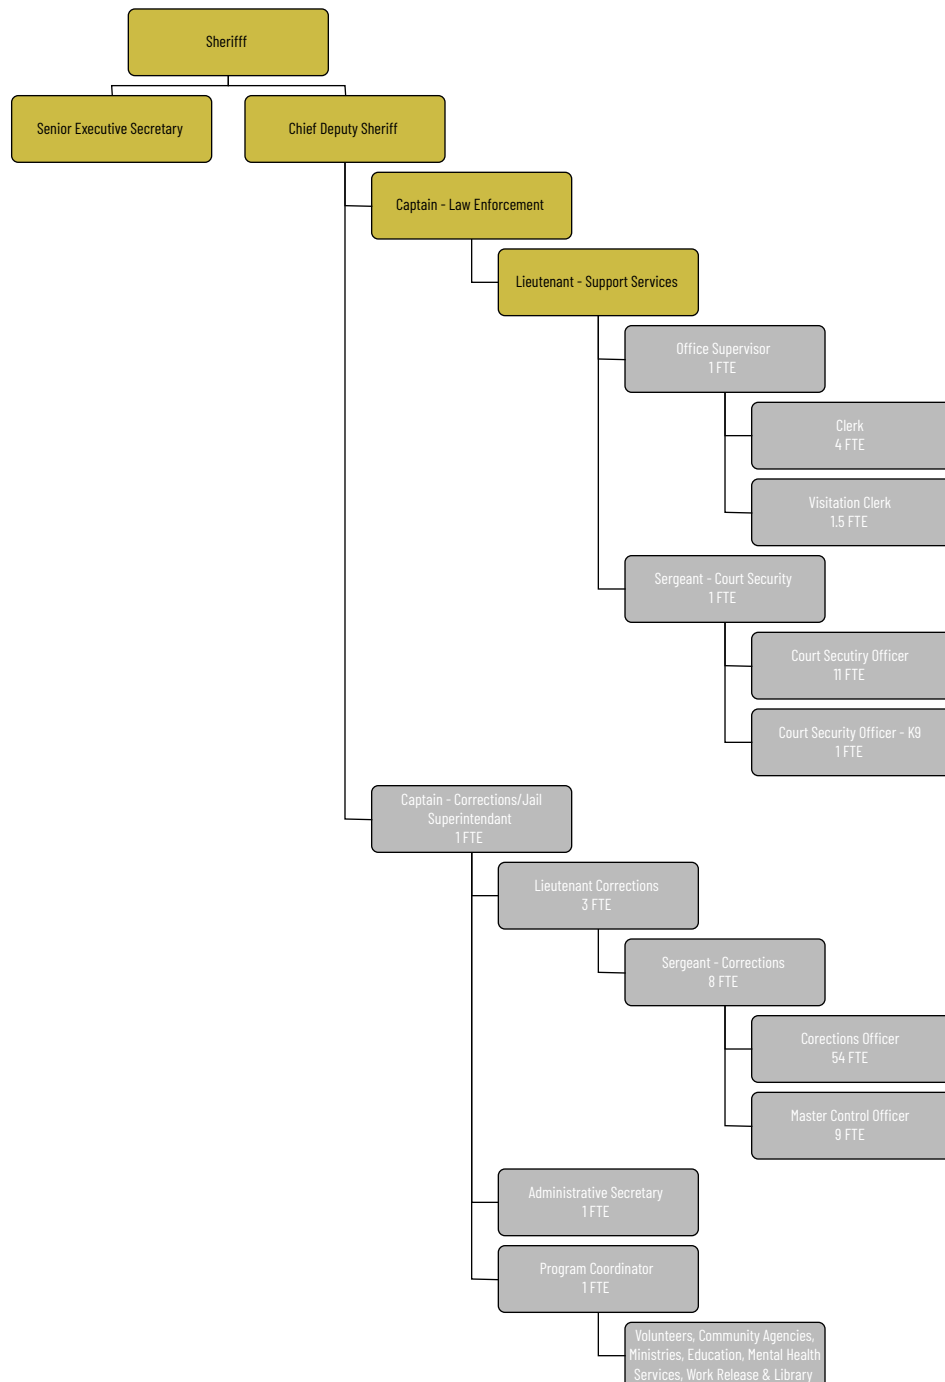 Sherifff
Senior Executive Secretary
Chief Deputy Sheriff
Captain - Law Enforcement
Lieutenant - Support Services
Office Supervisor
1 FTE
Clerk
4 FTE
Visitation Clerk
1.5 FTE
Sergeant - Court Security
1 FTE
Court Secutiry Officer
11 FTE
Court Security Officer - K9
1 FTE
Captain - Corrections/Jail
Superintendant
1 FTE
Lieutenant Corrections
3 FTE
Sergeant - Corrections
8 FTE
Corections Officer
54 FTE
Master Control Officer
9 FTE
Administrative Secretary
1 FTE
Program Coordinator
1 FTE
Volunteers, Community Agencies,
Ministries, Education, Mental Health
Services, Work Release & Library